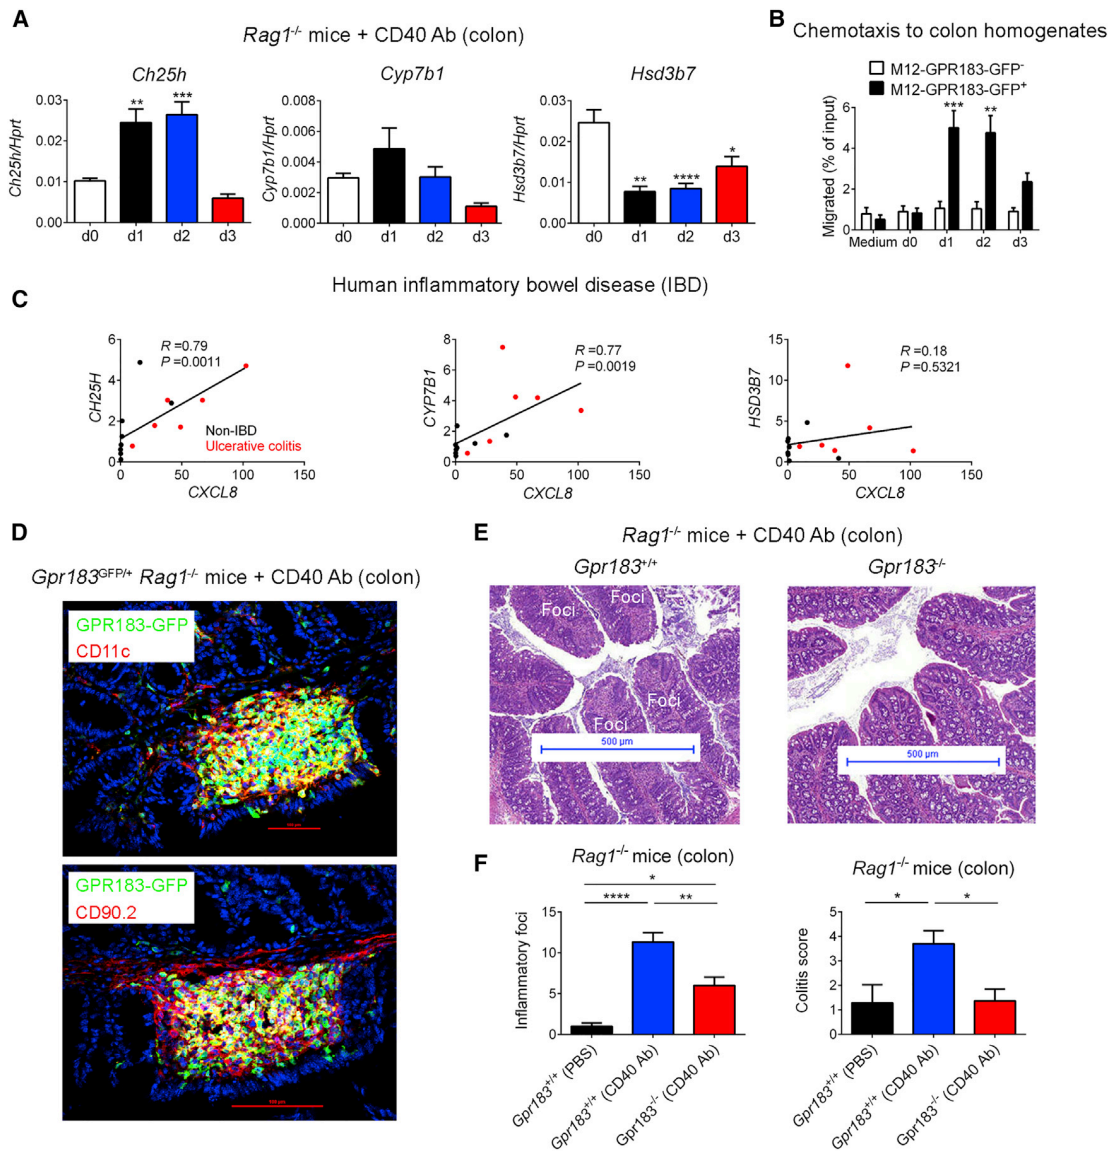 A
Rag1-/- mice + CD40 Ab (colon)
Ch25h
Ch25h/Hprt
0.03
0.02
0.01
0.00
**
***
d0 d1 d2 d3
Cyp7b1
Cyp7b1/Hprt
0.008
0.006
0.004
0.002
0.000
d0 d1 d2 d3
Hsd3b7
Hsd3b7/Hprt
0.03
0.02
0.01
0.00
**
****
*
d0 d1 d2 d3
B
Chemotaxis to colon homogenates
M12-GPR183-GFP-
M12-GPR183-GFP+
Migrated (% of input)
6
4
2
0
***
**
Medium d0 d1 d2 d3
C
Human inflammatory bowel disease (IBD)
CH25H
6
4
2
0
R =0.79
P =0.0011
Non-IBD
Ulcerative colitis
0 50 100 150
CXCL8
CYP7B1
8
6
4
2
0
R =0.77
P =0.0019
0 50 100 150
CXCL8
HSD3B7
15
10
5
0
R =0.18
P =0.5321
0 50 100 150
CXCL8
D
Gpr183GFP/+ Rag1-/- mice + CD40 Ab (colon)
GPR183-GFP
CD11c
GPR183-GFP
CD90.2
E
Rag1-/- mice + CD40 Ab (colon)
Gpr183+/+
Foci
Foci
Foci
Foci
500 µm
Gpr183-/-
500 µm
F
Rag1-/- mice (colon)
Inflammatory foci
15
10
5
0
*
****
**
Gpr183+/+ (PBS)
Gpr183+/+ (CD40 Ab)
Gpr183-/- (CD40 Ab)
Rag1-/- mice (colon)
Colitis score
5
4
3
2
1
0
*
*
Gpr183+/+ (PBS)
Gpr183+/+ (CD40 Ab)
Gpr183-/- (CD40 Ab)